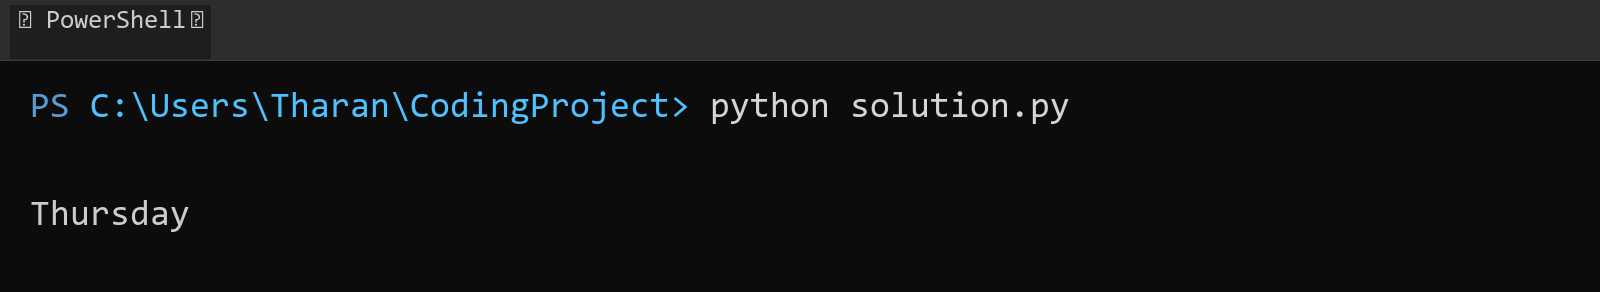 PowerShell
PS C:\Users\Tharan\CodingProject> python solution.py
Thursday